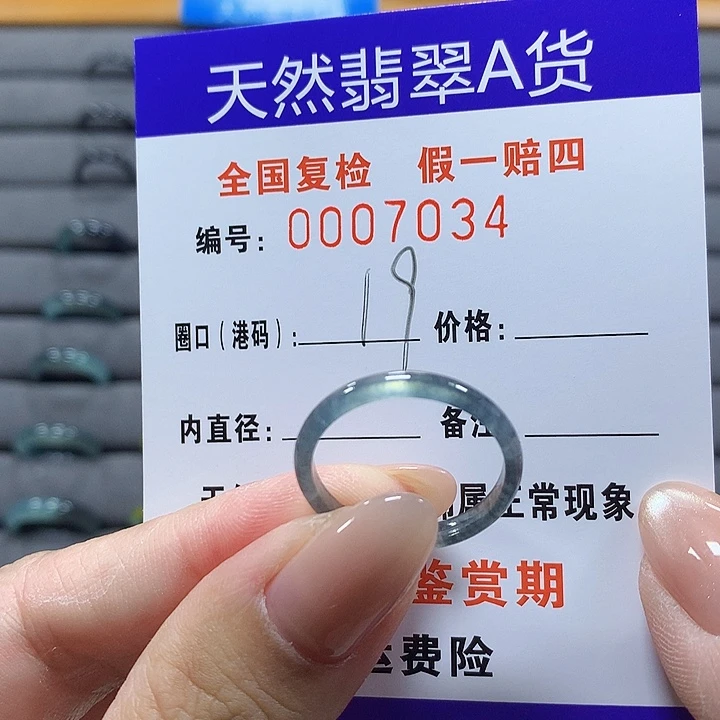 天然翡翠A货
全国复检 假一赔四
编号: 0007034
圈口(港码): 19 价格:
内直径: 备注
属正常现象
鉴赏期
运费险